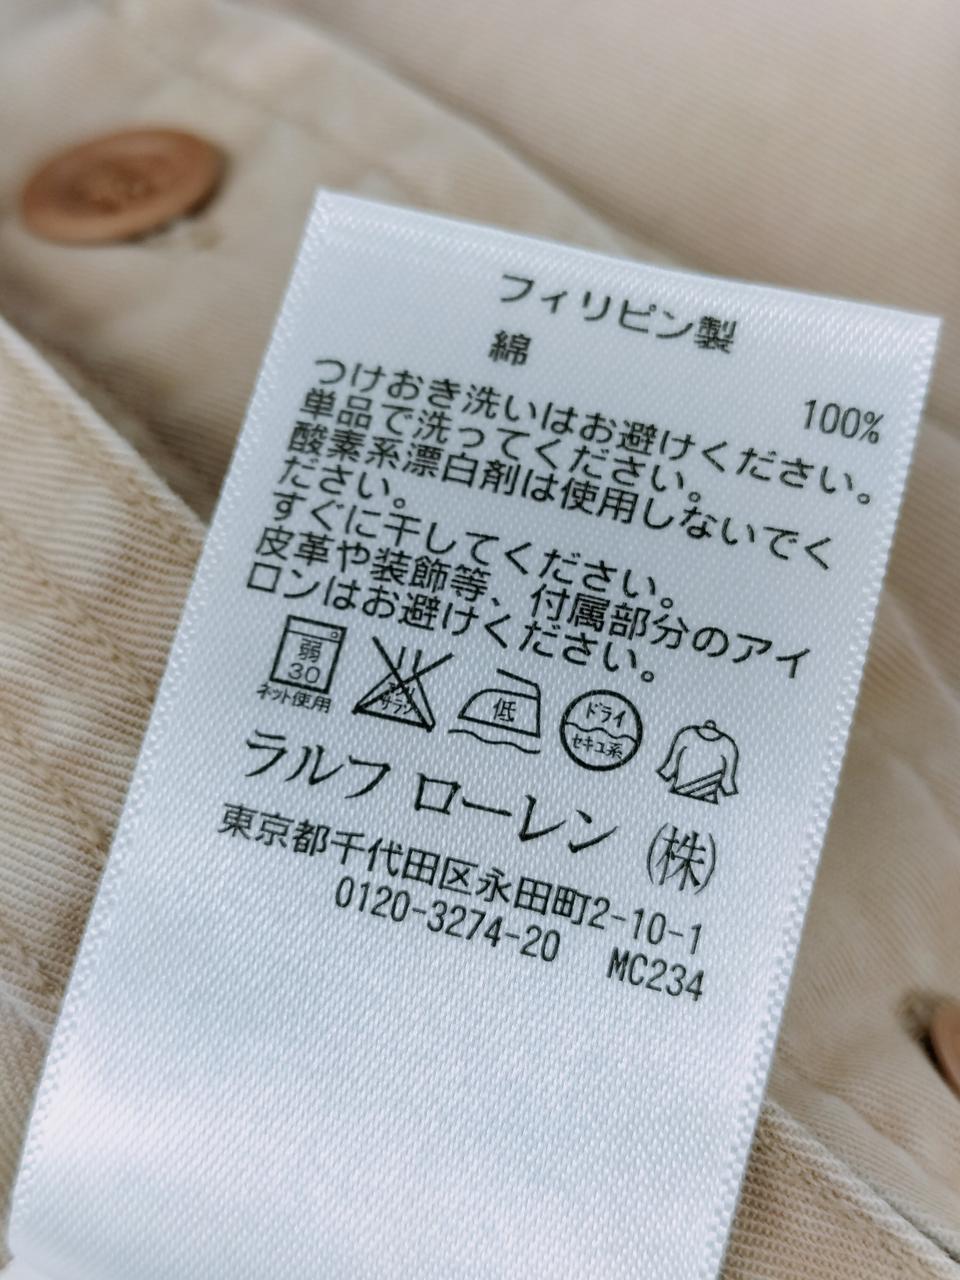 フィリピン製
綿 100%
つけおき洗いはお避けください。
単品で洗ってください。
酸素系漂白剤は使用しないでく
ださい。
すぐに干してください。
皮革や装飾等、付属部分のアイ
ロンはお避けください。
弱
30
ネット使用
エンソ
サラシ
低
ドライ
セキユ系
ラルフ ローレン (株)
東京都千代田区永田町2-10-1
0120-3274-20 MC234